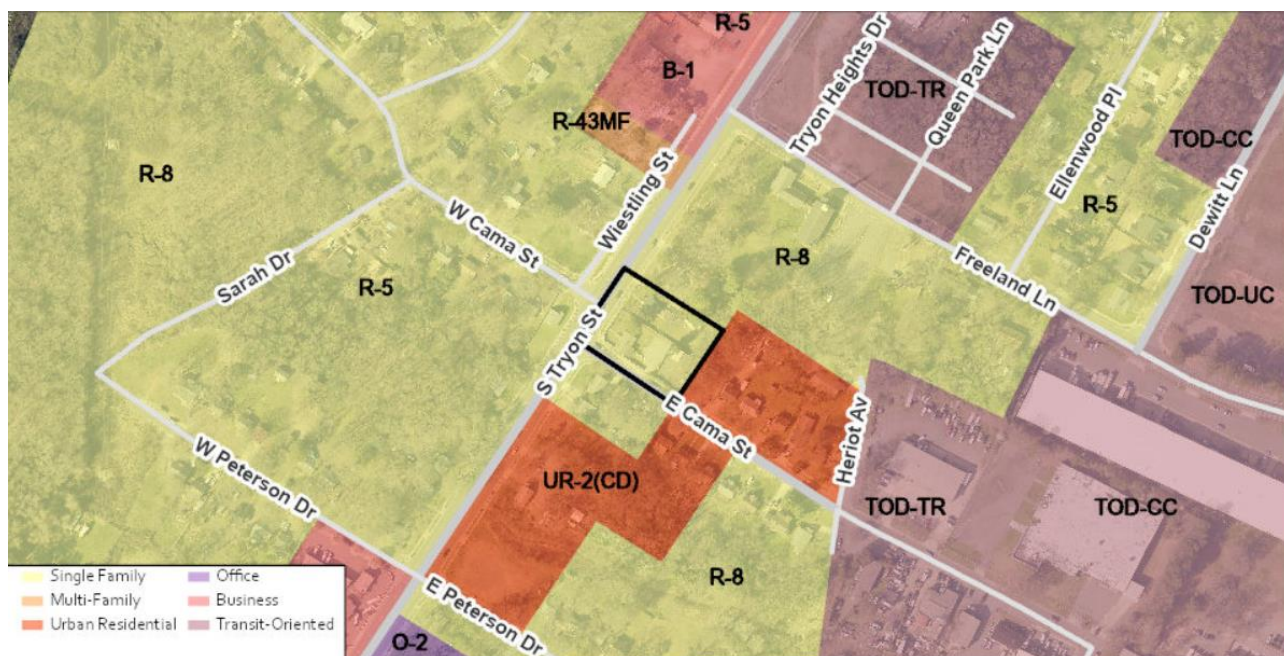 R-5
B-1
Tryon Heights Dr
Queen Park Ln
TOD-TR
Ellenwood Pl
TOD-CC
R-43MF
R-8
Wiestling St
R-5
Dewitt Ln
W Cama St
Sarah Dr
R-5
R-8
Freeland Ln
TOD-UC
S Tryon St
E Cama St
Heriot Av
W Peterson Dr
UR-2(CD)
TOD-TR
TOD-CC
R-8
E Peterson Dr
O-2
Single Family
Office
Multi-Family
Business
Urban Residential
Transit-Oriented